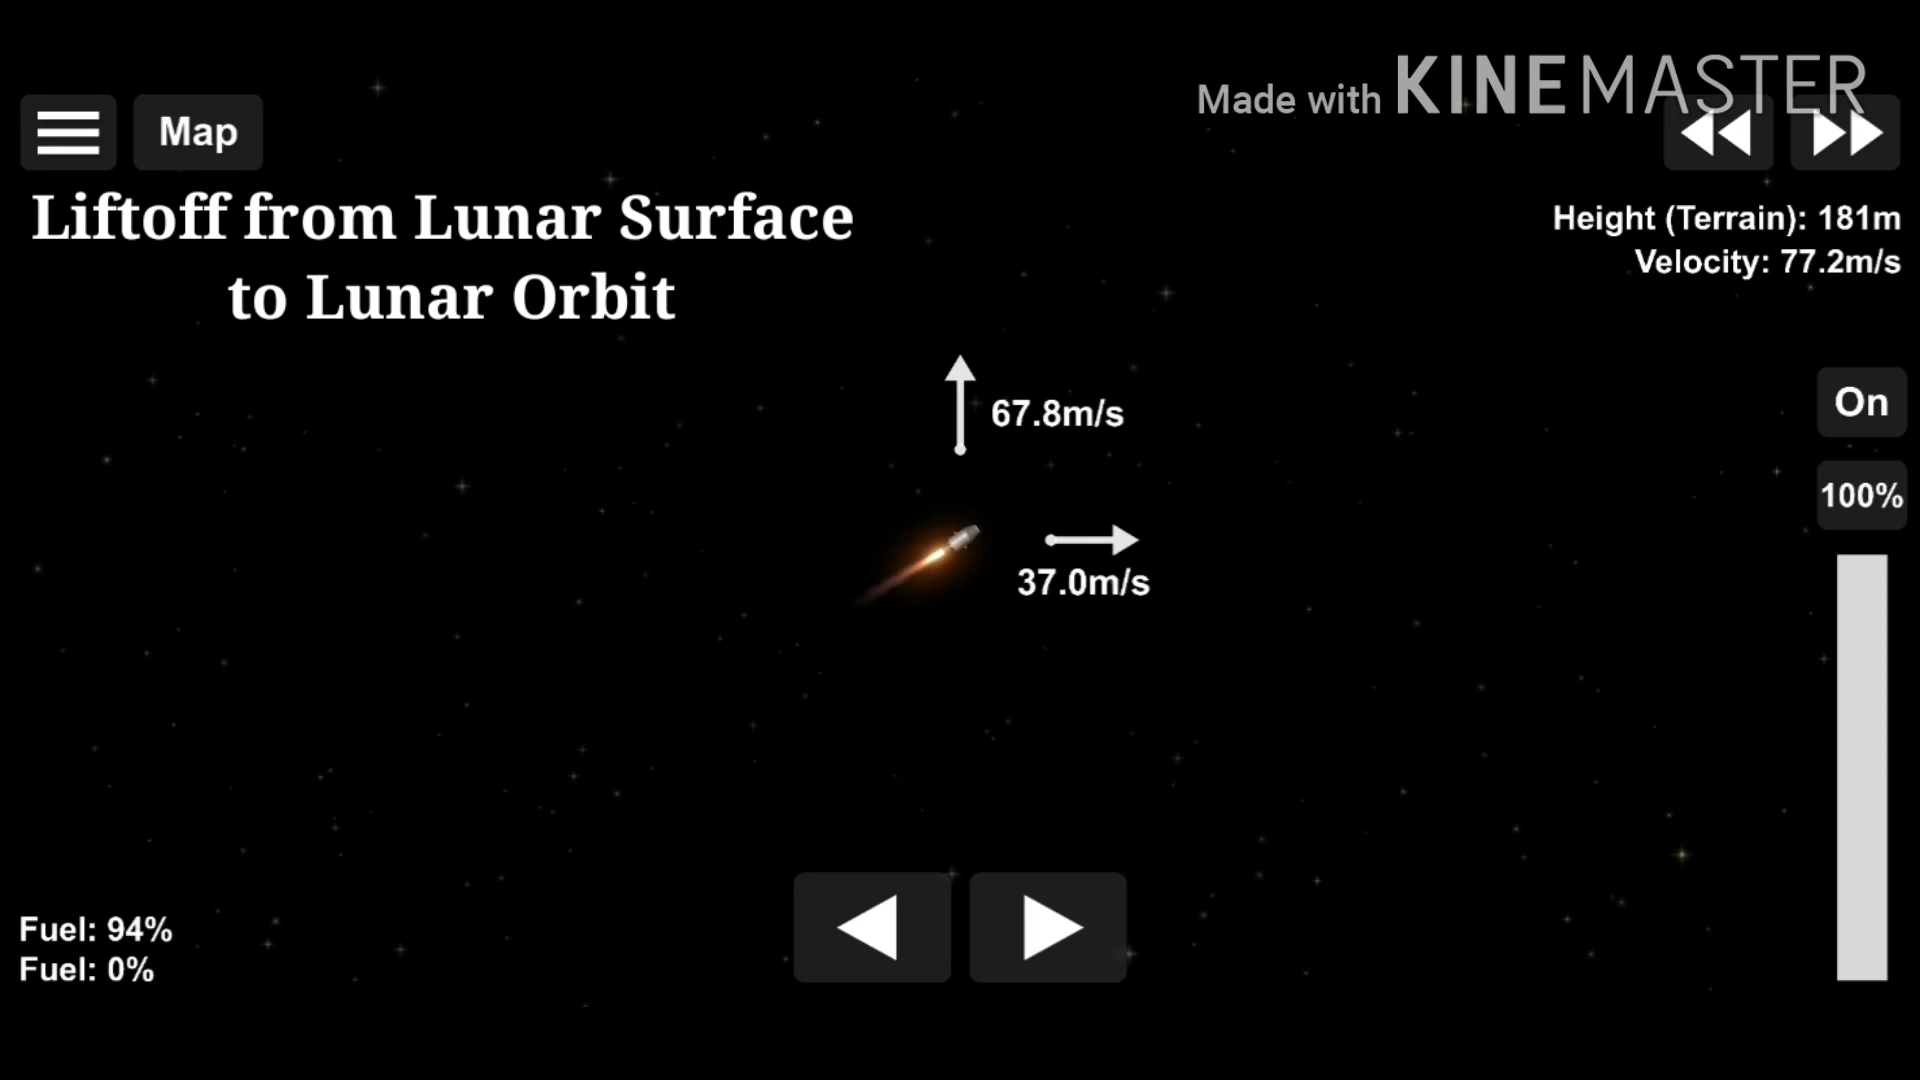 Made with KINEMASTER
Map
Liftoff from Lunar Surface
to Lunar Orbit
Height (Terrain): 181m
Velocity: 77.2m/s
67.8m/s
37.0m/s
On
100%
Fuel: 94%
Fuel: 0%